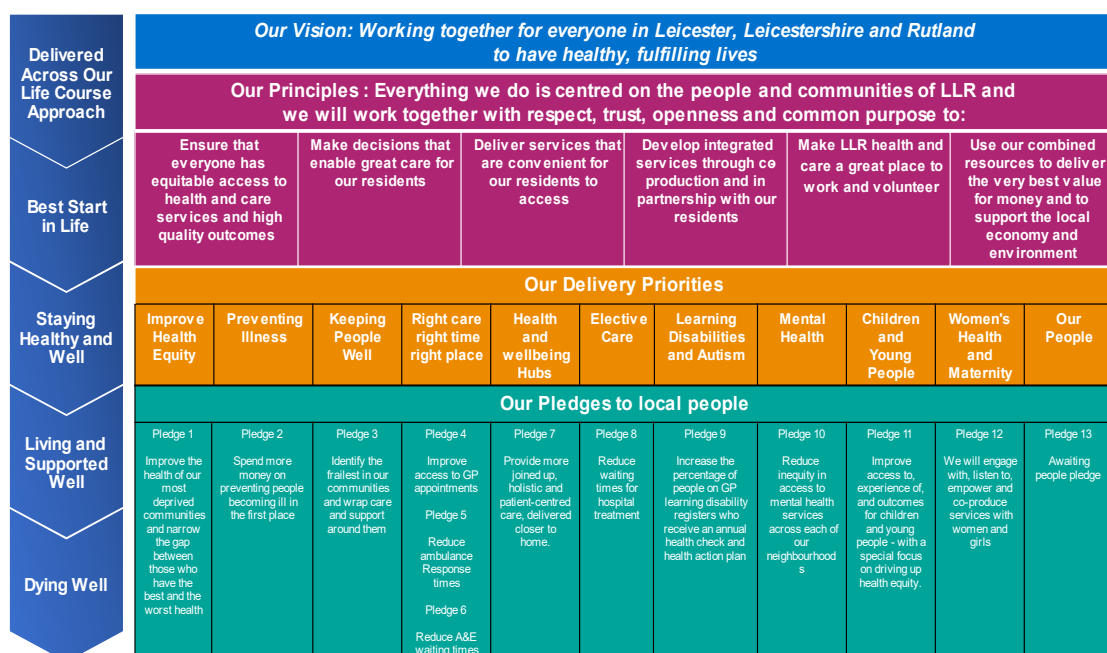 Delivered
Across Our
Life Course
Approach
Best Start
in Life
Staying
Healthy and
Well
Living and
Supported
Well
Dying Well
Our Vision: Working together for everyone in Leicester, Leicestershire and Rutland
to have healthy, fulfilling lives
Our Principles : Everything we do is centred on the people and communities of LLR and
we will work together with respect, trust, openness and common purpose to:
Ensure that
everyone has
equitable access to
health and care
services and high
quality outcomes
Make decisions that
enable great care for
our residents
Deliver services that
are convenient for
our residents to
access
Develop integrated
services through co
production and in
partnership with our
residents
Make LLR health and
care a great place to
work and volunteer
Use our combined
resources to deliver
the very best value
for money and to
support the local
economy and
environment
Our Delivery Priorities
Improve
Health
Equity
Preventing
Illness
Keeping
People
Well
Right care
right time
right place
Health
and
wellbeing
Hubs
Elective
Care
Learning
Disabilities
and Autism
Mental
Health
Children
and
Young
People
Women's
Health
and
Maternity
Our
People
Our Pledges to local people
Pledge 1
Improve the
health of our
most
deprived
communities
and narrow
the gap
between
those who
have the
best and the
worst health
Pledge 2
Spend more
money on
preventing people
becoming ill in
the first place
Pledge 3
Identify the
frailest in our
communities
and wrap care
and support
around them
Pledge 4
Improve
access to GP
appointments
Pledge 5
Reduce
ambulance
Response
times
Pledge 6
Reduce A&E
waiting times
Pledge 7
Provide more
joined up,
holistic and
patient-centred
care, delivered
closer to
home.
Pledge 8
Reduce
waiting
times for
hospital
treatment
Pledge 9
Increase the
percentage of
people on GP
learning disability
registers who
receive an annual
health check and
health action plan
Pledge 10
Reduce
inequity in
access to
mental health
services
across each of
our
neighbourhood
s
Pledge 11
Improve
access to,
experience of,
and outcomes
for children
and young
people - with a
special focus
on driving up
health equity.
Pledge 12
We will engage
with, listen to,
empower and
co-produce
services with
women and
girls
Pledge 13
Awaiting
people pledge